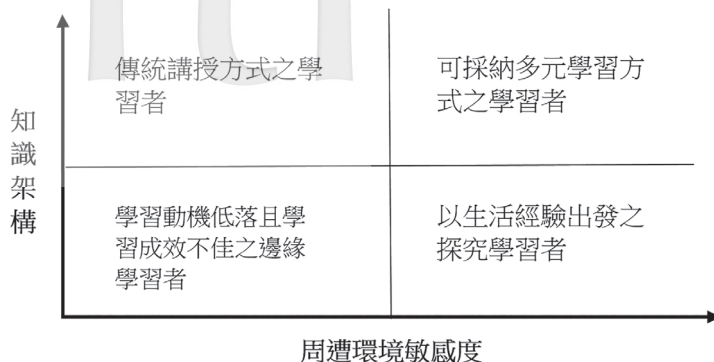 傳統講授方式之學
習者
可採納多元學習方
式之學習者
知
識
架
構
學習動機低落且學
習成效不佳之邊緣
學習者
以生活經驗出發之
探究學習者
周遭環境敏感度